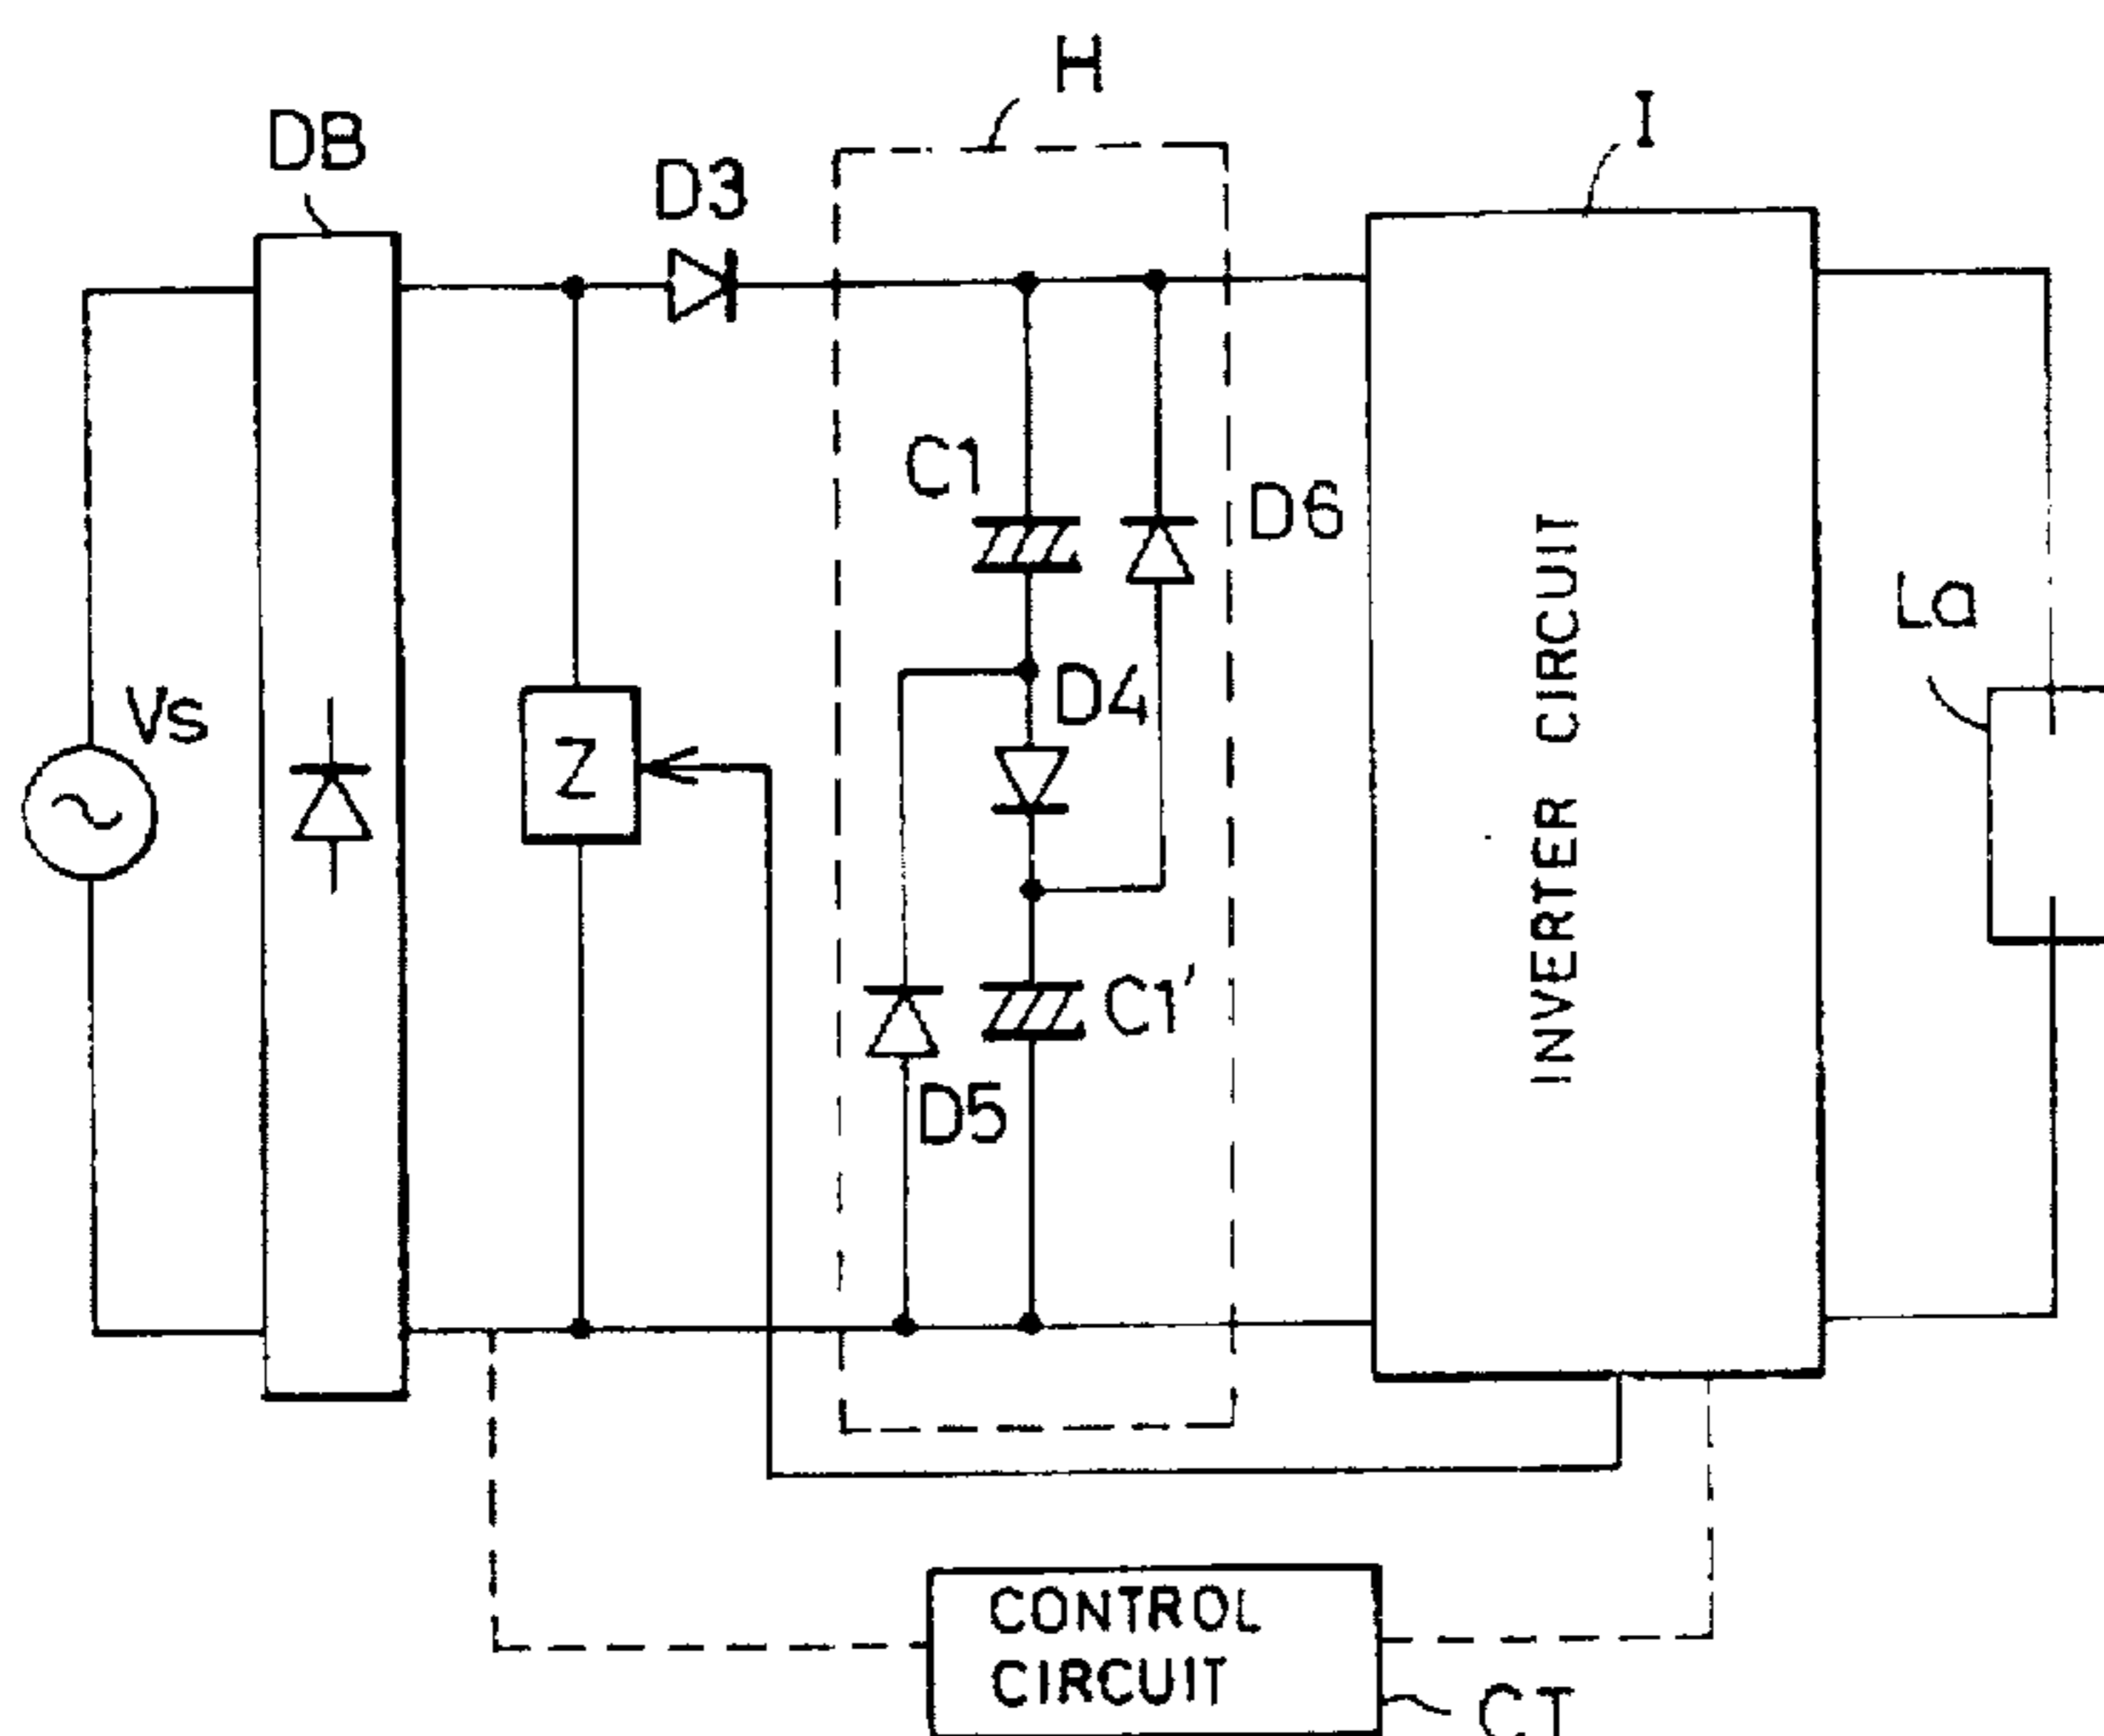 H
I
DB
D3
C1
D6
La
D4
Vs
Z
INVERTER CIRCUIT
C1'
D5
CONTROL
CIRCUIT
CT